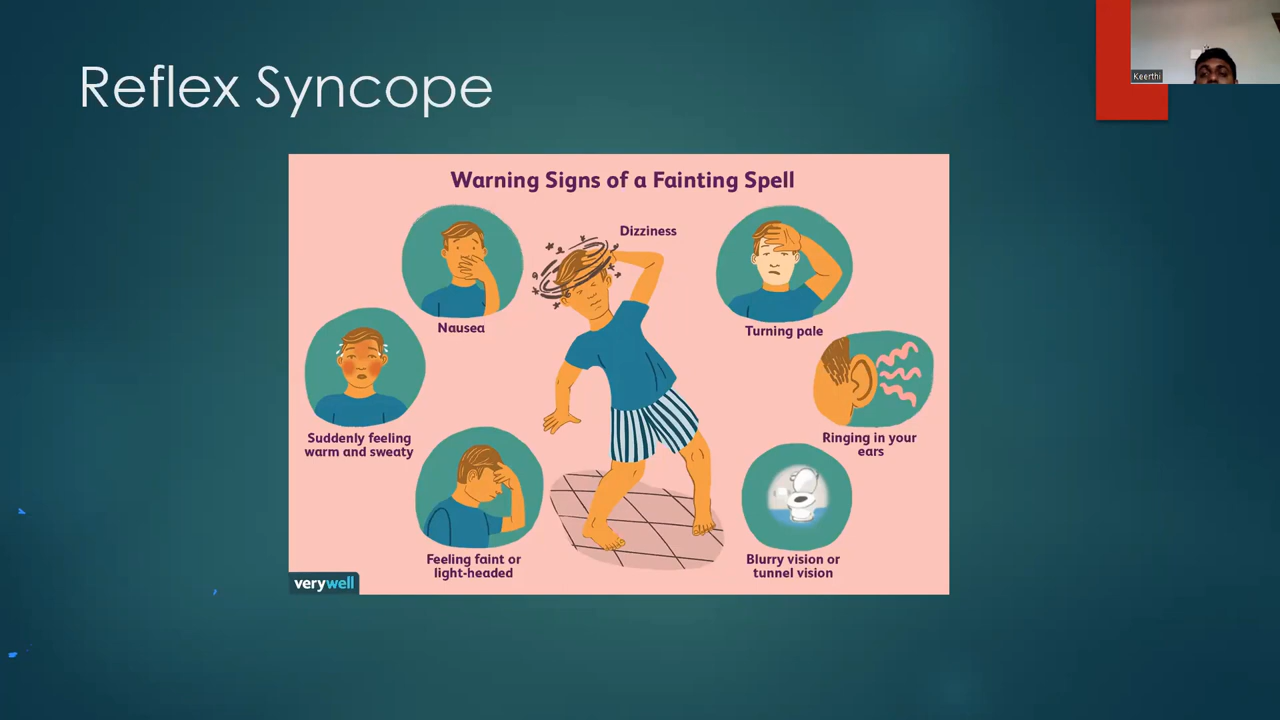 Reflex Syncope
Keerthi
Warning Signs of a Fainting Spell
Dizziness
Nausea
Turning pale
Suddenly feeling
warm and sweaty
Ringing in your
ears
Feeling faint or
light-headed
Blurry vision or
tunnel vision
verywell